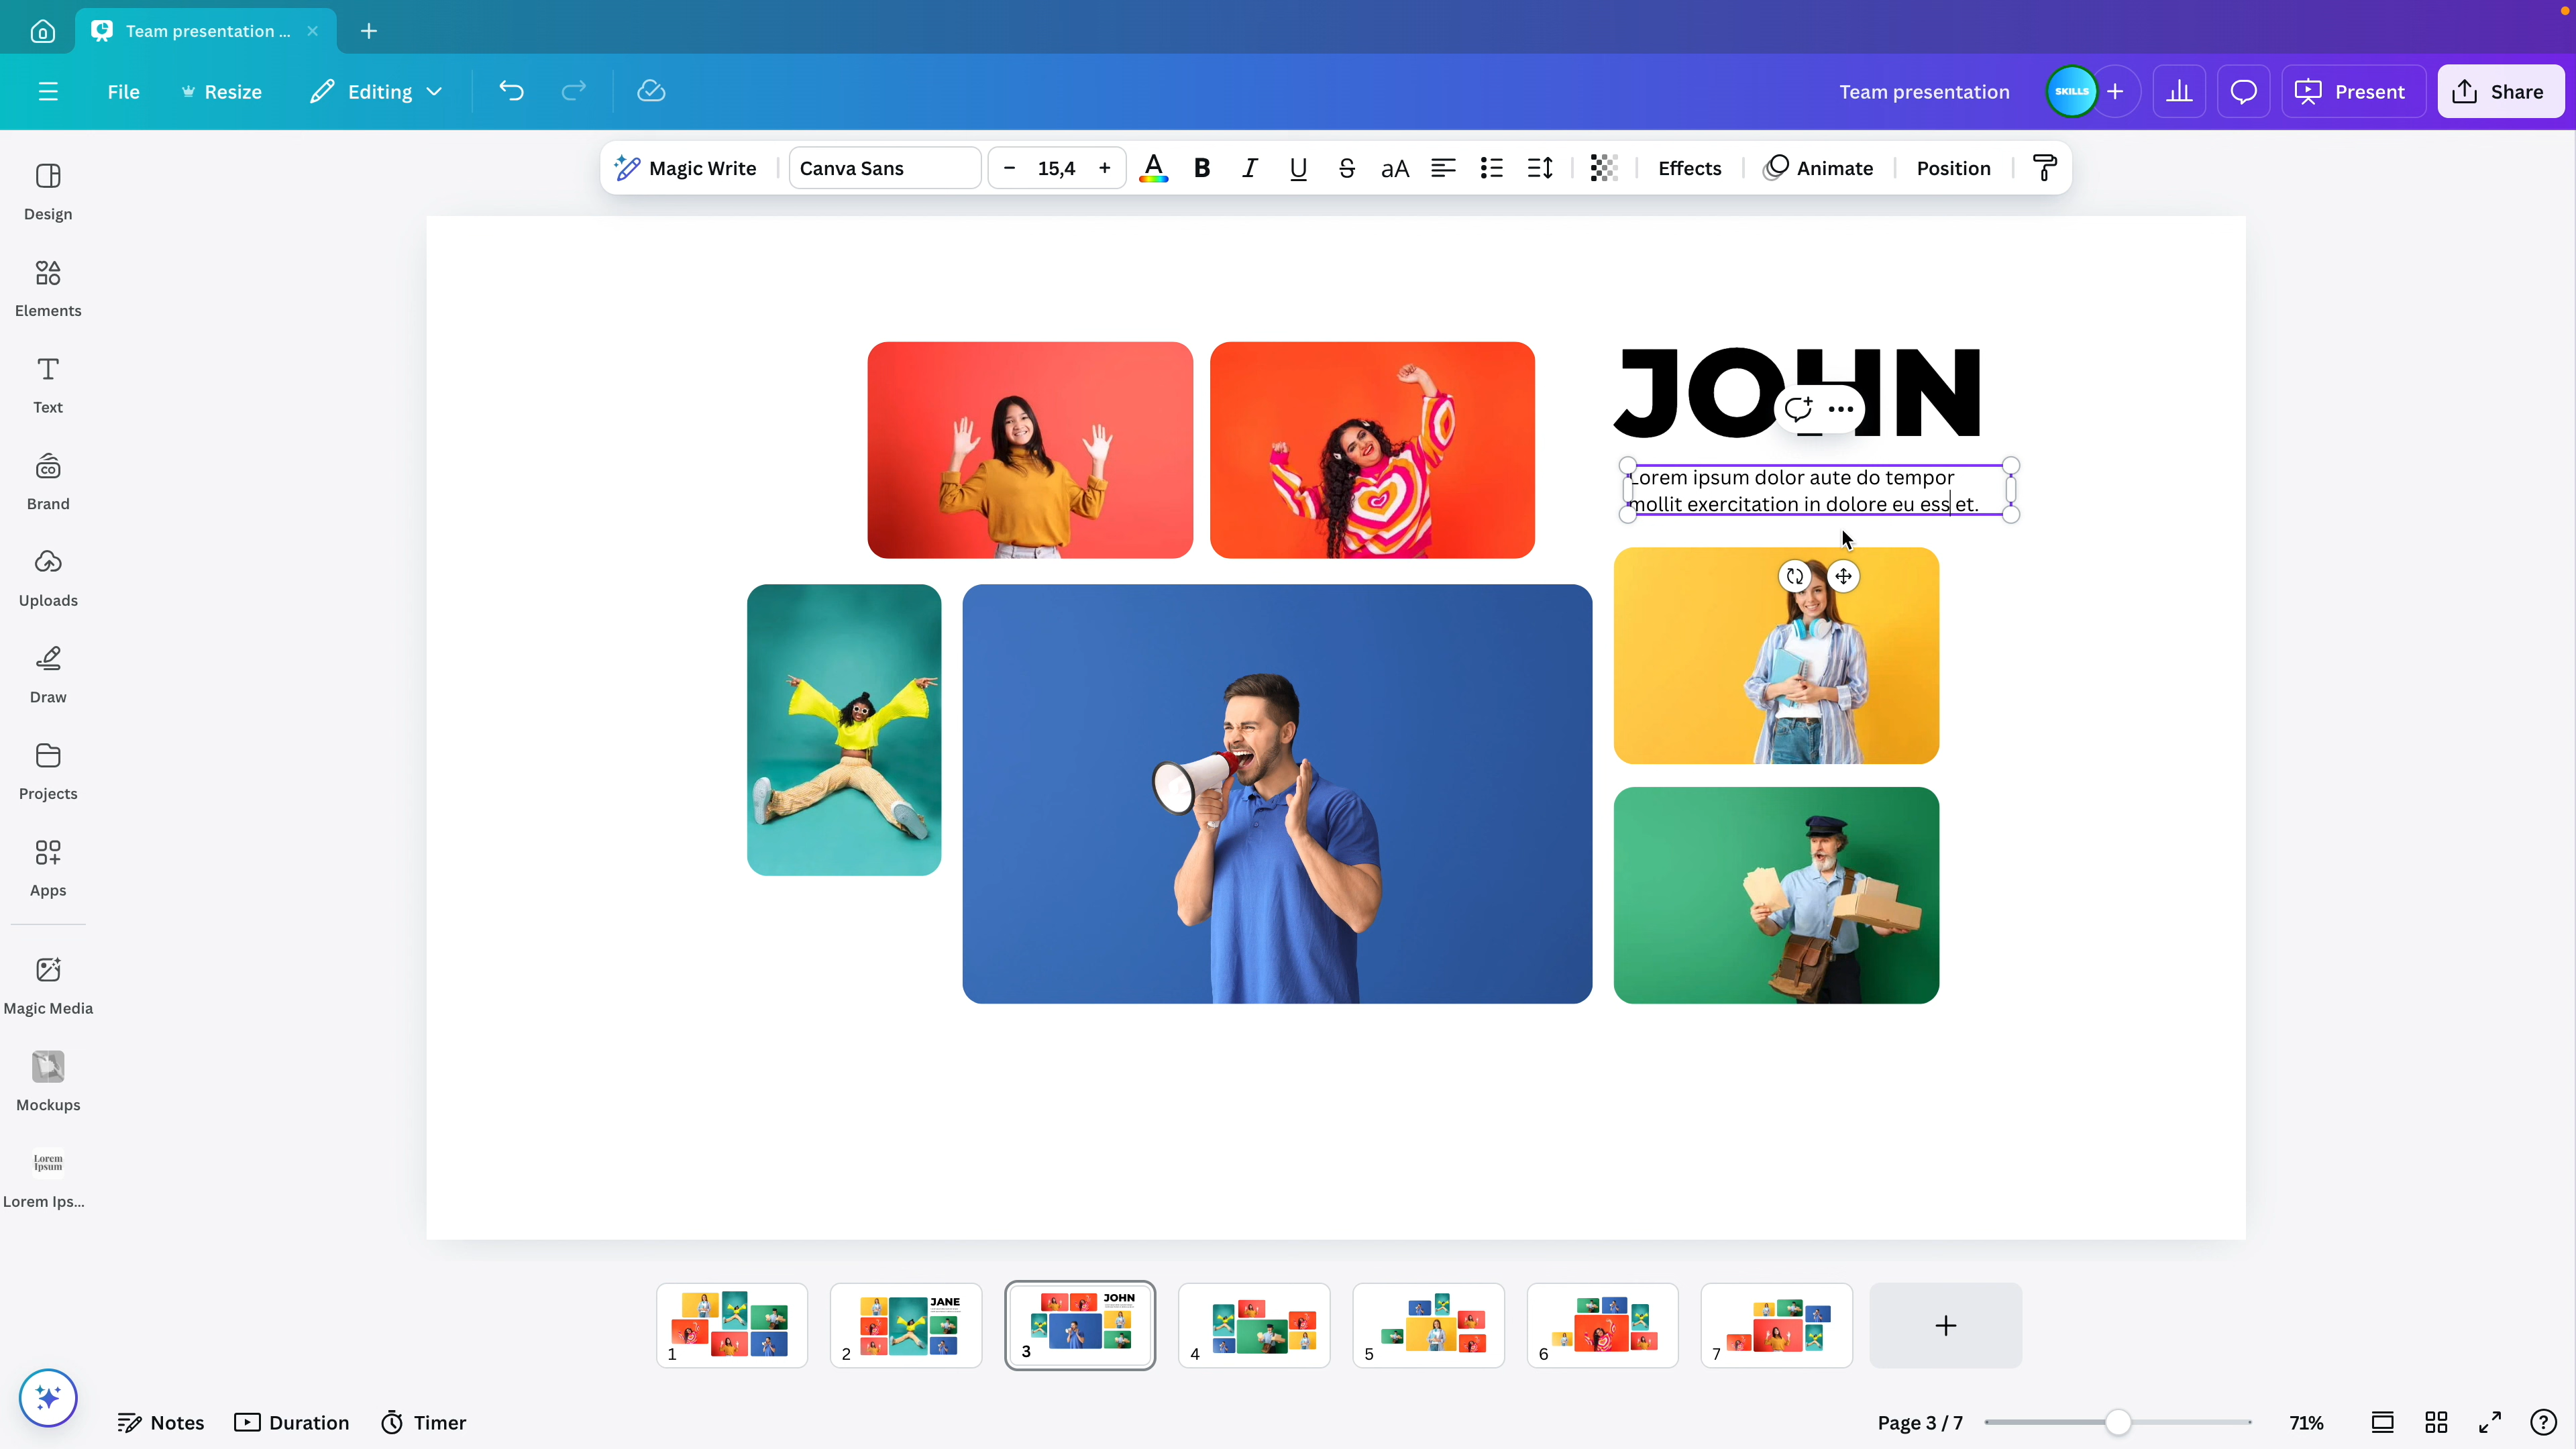 Team presentation ...
File
Resize
Editing
Team presentation
SKILLS
Present
Share
Magic Write
Canva Sans
15,4
A
B
I
U
S
aA
Effects
Animate
Position
Design
Elements
Text
Brand
Uploads
Draw
Projects
Apps
Magic Media
Mockups
Lorem
Ipsum
Lorem Ips...
JOHN
Lorem ipsum dolor aute do tempor
mollit exercitation in dolore eu ess et.
1
2
JANE
3
JOHN
4
5
6
7
Notes
Duration
Timer
Page 3 / 7
71%